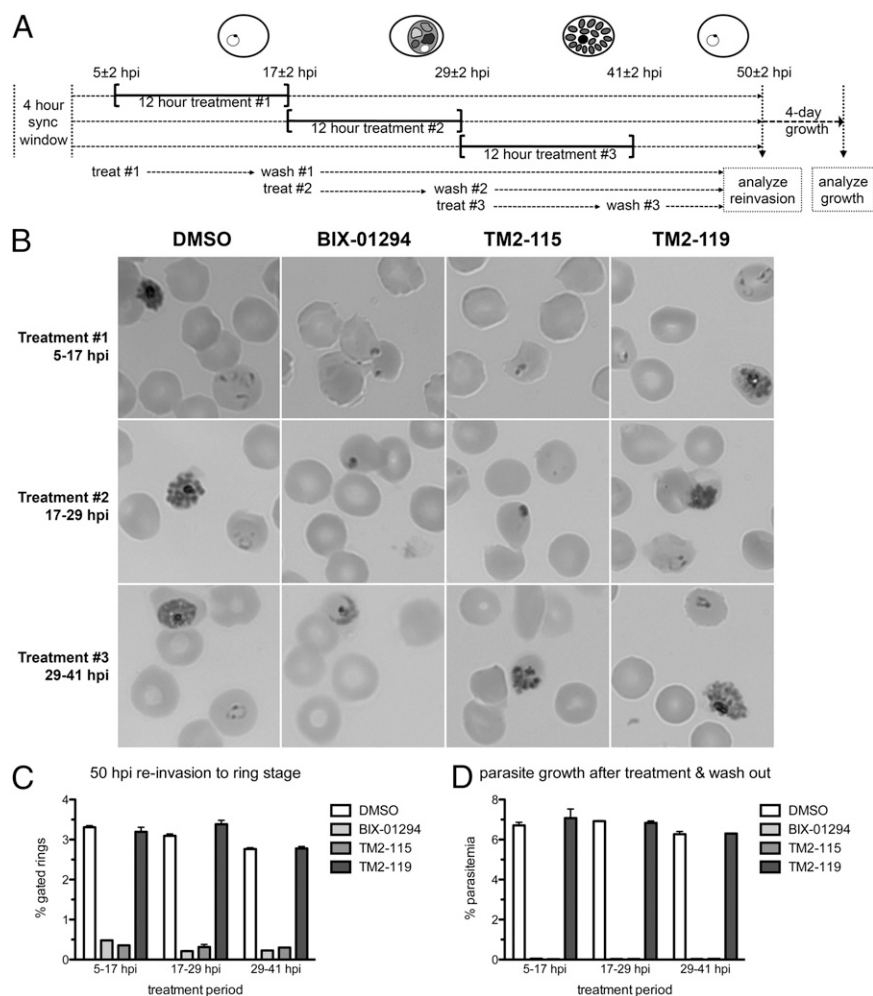 A
5±2 hpi 17±2 hpi 29±2 hpi 41±2 hpi 50±2 hpi
4 hour
sync
window
12 hour treatment #1
12 hour treatment #2
12 hour treatment #3
4-day
growth
treat #1 wash #1
treat #2 wash #2
treat #3 wash #3
analyze
reinvasion
analyze
growth
B
DMSO BIX-01294 TM2-115 TM2-119
Treatment #1
5-17 hpi
Treatment #2
17-29 hpi
Treatment #3
29-41 hpi
C 50 hpi re-invasion to ring stage
% gated rings
4
3
2
1
0
5-17 hpi 17-29 hpi 29-41 hpi
treatment period
DMSO
BIX-01294
TM2-115
TM2-119
D parasite growth after treatment & wash out
% parasitemia
8
6
4
2
0
5-17 hpi 17-29 hpi 29-41 hpi
treatment period
DMSO
BIX-01294
TM2-115
TM2-119